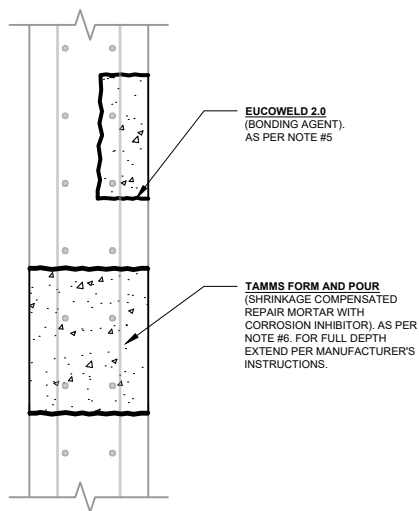 EUCOWELD 2.0
(BONDING AGENT).
AS PER NOTE #5
TAMMS FORM AND POUR
(SHRINKAGE COMPENSATED
REPAIR MORTAR WITH
CORROSION INHIBITOR). AS PER
NOTE #6. FOR FULL DEPTH
EXTEND PER MANUFACTURER'S
INSTRUCTIONS.